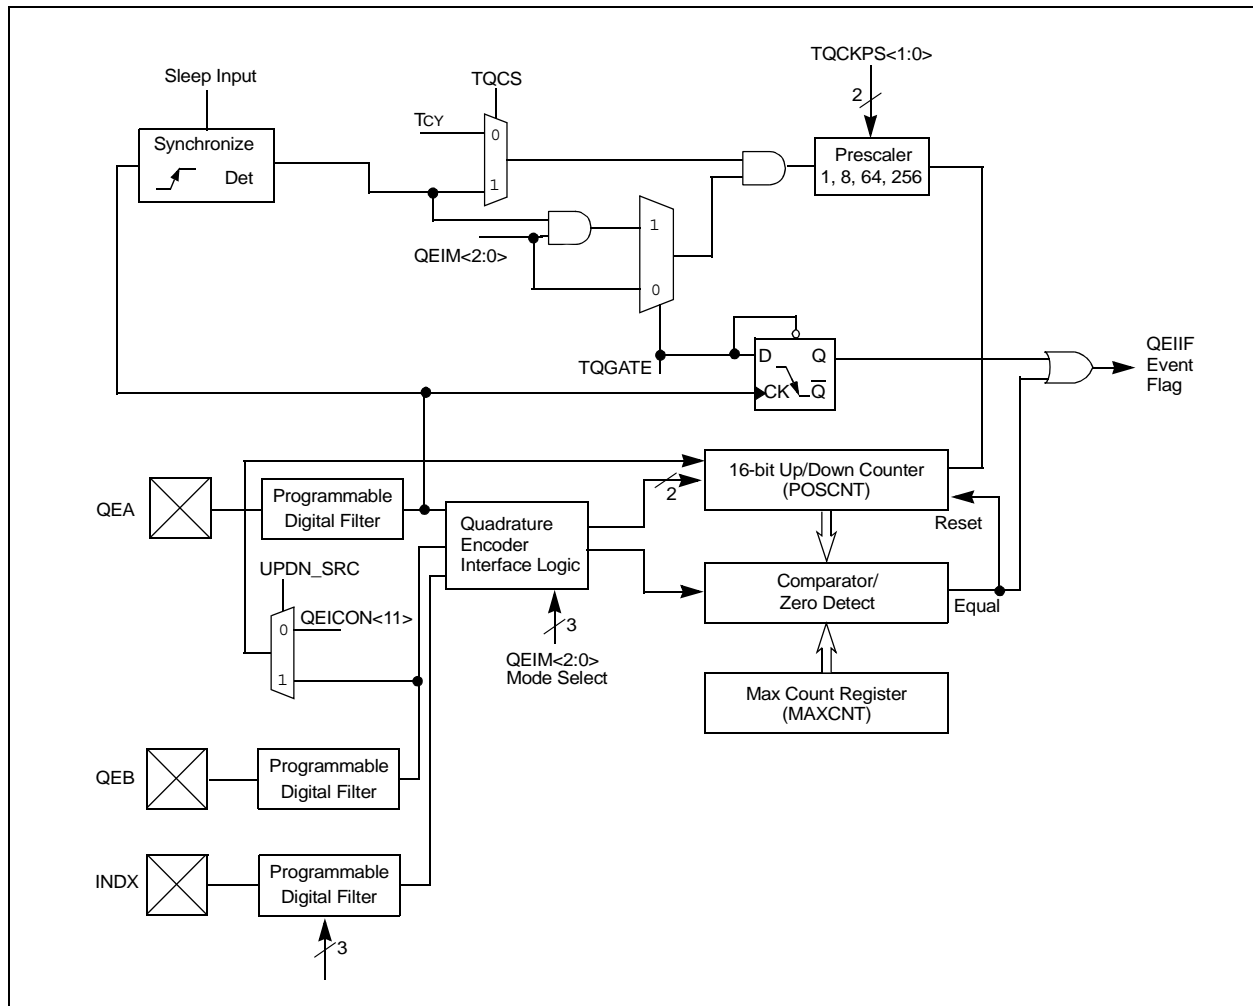 TQCKPS<1:0>
Sleep Input
TQCS
2
TCY
0
Synchronize
Det
1
Prescaler
1, 8, 64, 256
QEIM<2:0>
1
0
TQGATE
D Q
CK Q
QEIIF
Event
Flag
QEA
Programmable
Digital Filter
Quadrature
Encoder
Interface Logic
2
16-bit Up/Down Counter
(POSCNT)
Reset
UPDN_SRC
QEICON<11>
0
1
3
QEIM<2:0>
Mode Select
Comparator/
Zero Detect
Equal
Max Count Register
(MAXCNT)
QEB
Programmable
Digital Filter
INDX
Programmable
Digital Filter
3